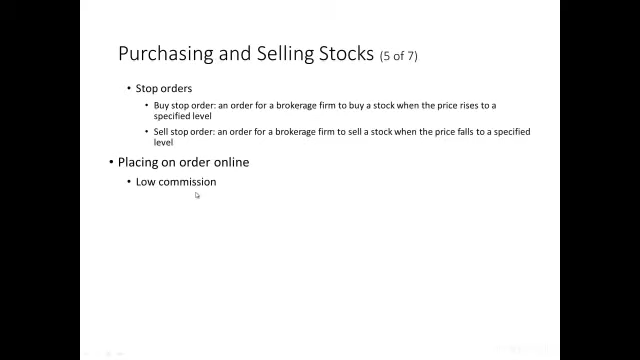 Purchasing and Selling Stocks (5 of 7)
• Stop orders
• Buy stop order: an order for a brokerage firm to buy a stock when the price rises to a
specified level
• Sell stop order: an order for a brokerage firm to sell a stock when the price falls to a specified
level
• Placing on order online
• Low commission